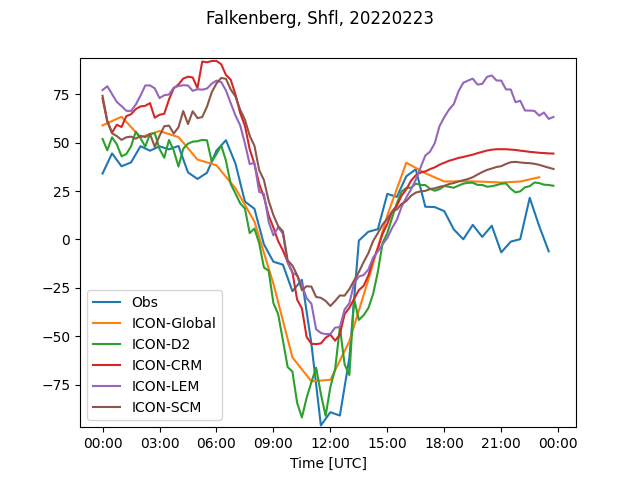 Falkenberg, Shfl, 20220223
75
50
25
0
−25
−50
−75
Obs
ICON-Global
ICON-D2
ICON-CRM
ICON-LEM
ICON-SCM
00:00 03:00 06:00 09:00 12:00 15:00 18:00 21:00 00:00
Time [UTC]